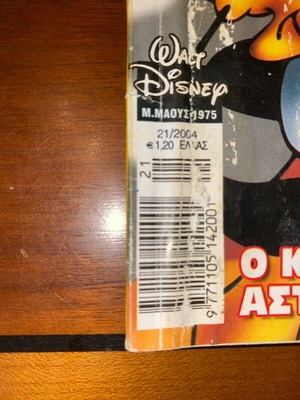 Walt
Disney
Μ.ΜΑΟΥΣ 1975
21/2004
€ 1,20 ΕΛΛΑΣ
21
9 771105 142001
Ο Κ
ΑΣΤ